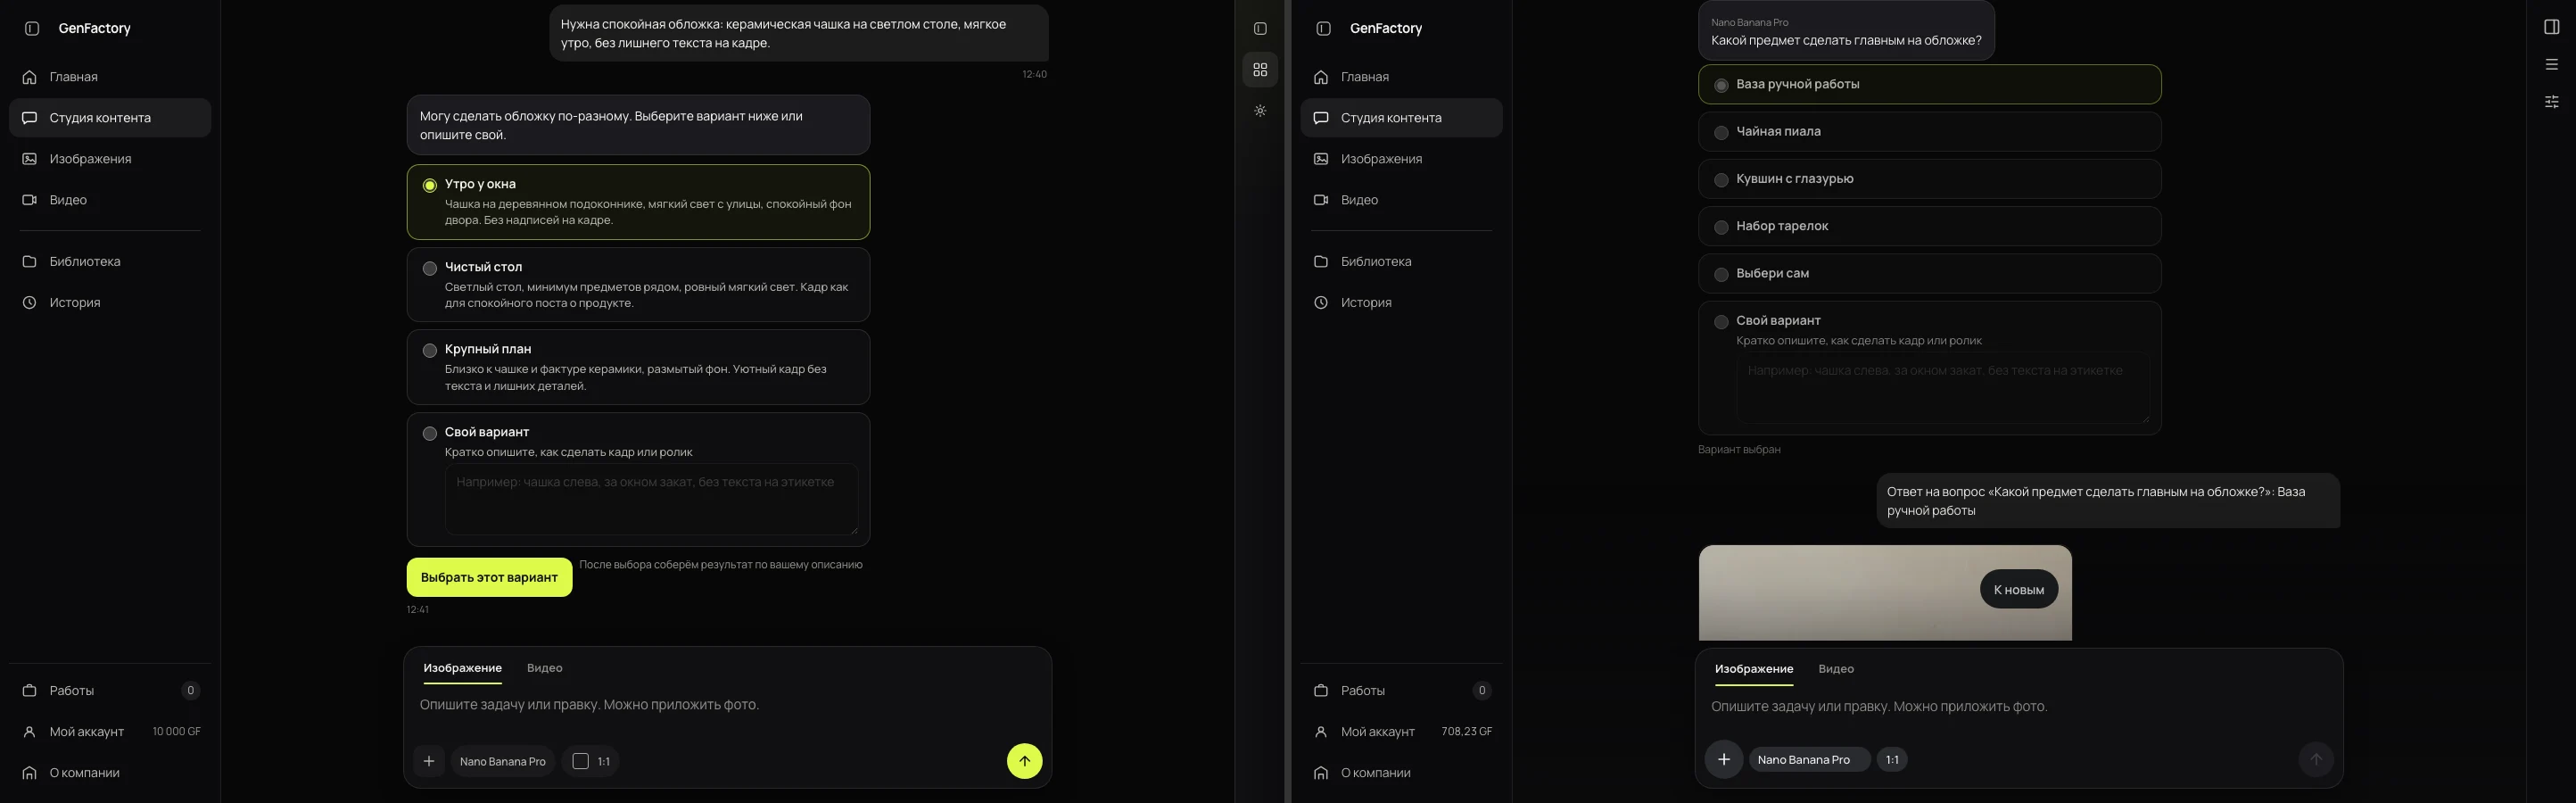 GenFactory
Главная
Студия контента
Изображения
Видео
Библиотека
История
Работы
0
Мой аккаунт
10 000 GF
О компании
Нужна спокойная обложка: керамическая чашка на светлом столе, мягкое
утро, без лишнего текста на кадре.
12:40
Могу сделать обложку по-разному. Выберите вариант ниже или
опишите свой.
Утро у окна
Чашка на деревянном подоконнике, мягкий свет с улицы, спокойный фон
двора. Без надписей на кадре.
Чистый стол
Светлый стол, минимум предметов рядом, ровный мягкий свет. Кадр как
для спокойного поста о продукте.
Крупный план
Близко к чашке и фактуре керамики, размытый фон. Уютный кадр без
текста и лишних деталей.
Свой вариант
Кратко опишите, как сделать кадр или ролик
Например: чашка слева, за окном закат, без текста на этикетке
Выбрать этот вариант
После выбора соберём результат по вашему описанию
12:41
Изображение
Видео
Опишите задачу или правку. Можно приложить фото.
Nano Banana Pro
1:1
GenFactory
Главная
Студия контента
Изображения
Видео
Библиотека
История
Работы
0
Мой аккаунт
708,23 GF
О компании
Nano Banana Pro
Какой предмет сделать главным на обложке?
Ваза ручной работы
Чайная пиала
Кувшин с глазурью
Набор тарелок
Выбери сам
Свой вариант
Кратко опишите, как сделать кадр или ролик
Например: чашка слева, за окном закат, без текста на этикетке
Вариант выбран
Ответ на вопрос «Какой предмет сделать главным на обложке?»: Ваза
ручной работы
К новым
Изображение
Видео
Опишите задачу или правку. Можно приложить фото.
Nano Banana Pro
1:1